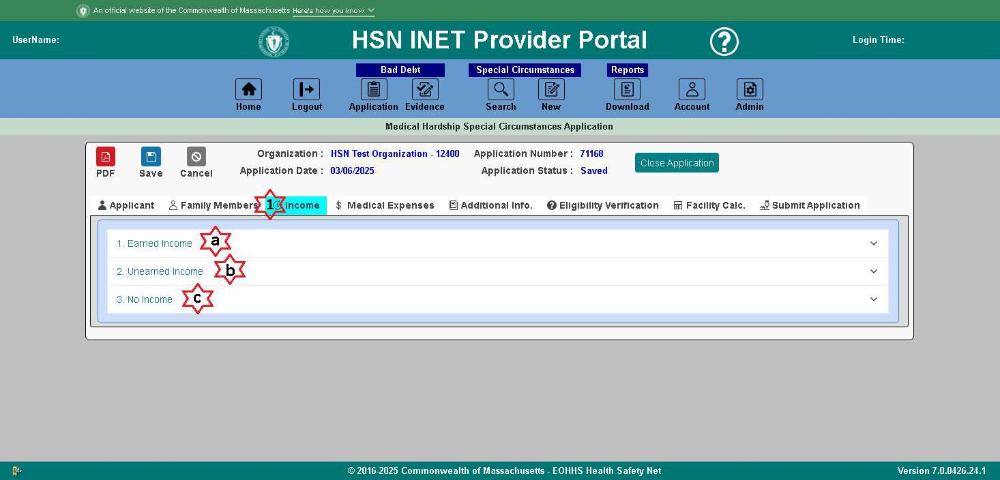 An official website of the Commonwealth of Massachusetts Here's how you know
UserName:
HSN INET Provider Portal
?
Login Time:
Bad Debt
Special Circumstances
Reports
Home
Logout
Application
Evidence
Search
New
Download
Account
Admin
Medical Hardship Special Circumstances Application
PDF
Save
Cancel
Organization : HSN Test Organization - 12400
Application Number : 71168
Application Date : 03/06/2025
Application Status : Saved
Close Application
Applicant
Family Members
1
Income
$ Medical Expenses
Additional Info.
? Eligibility Verification
Facility Calc.
Submit Application
1. Earned Income a
2. Unearned Income b
3. No Income c
© 2016-2025 Commonwealth of Massachusetts - EOHHS Health Safety Net
Version 7.0.0426.24.1